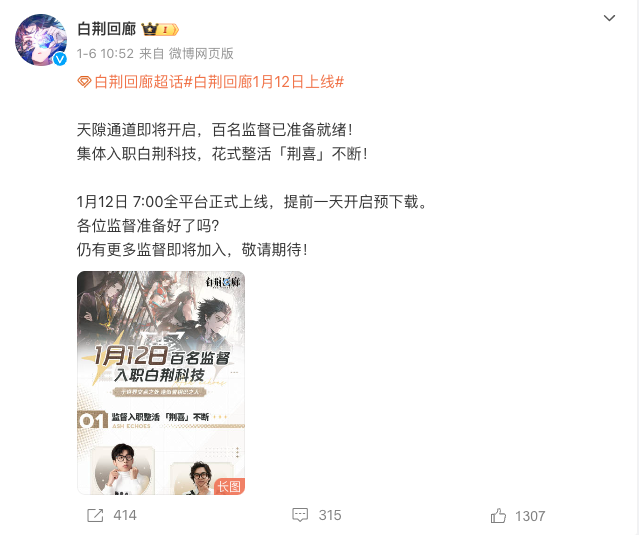 白荆回廊
1
1-6 10:52 来自 微博网页版
白荆回廊超话#白荆回廊1月12日上线#
天隙通道即将开启，百名监督已准备就绪！
集体入职白荆科技，花式整活「荆喜」不断！
1月12日 7:00全平台正式上线，提前一天开启预下载。
各位监督准备好了吗?
仍有更多监督即将加入，敬请期待！
白荆回廊
1月12日百名监督
入职白荆科技
01 监督入职整活「荆喜」不断
ASH ECHOES
长图
414
315
1307